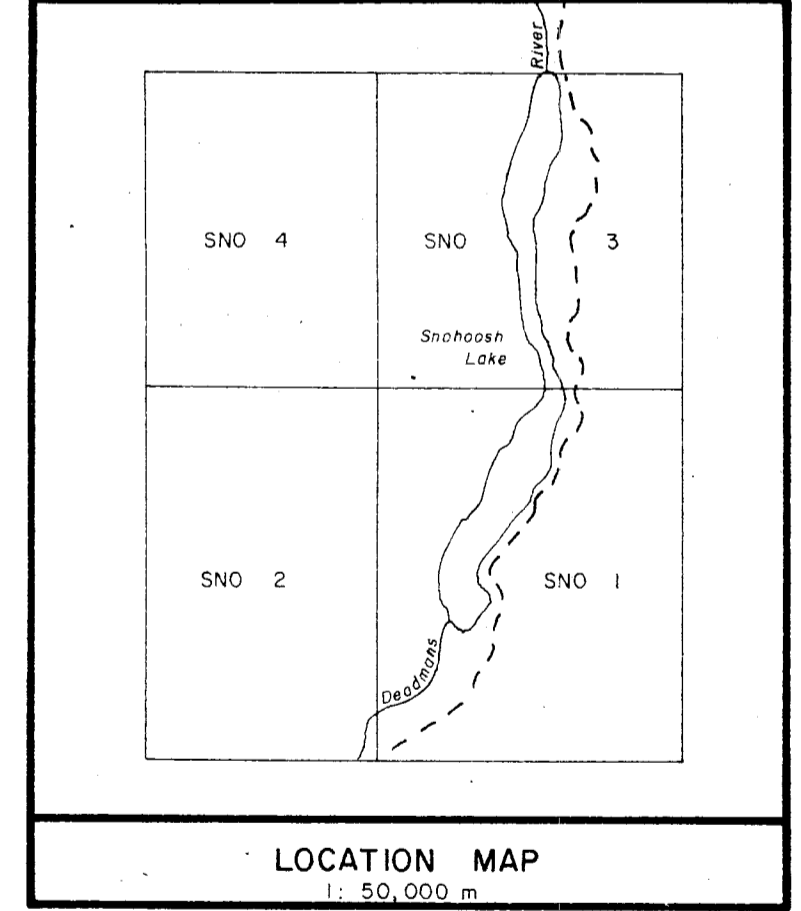 River
SNO 4
SNO 3
Snohoosh
Lake
SNO 2
SNO 1
Deadmans
LOCATION MAP
1: 50,000 m